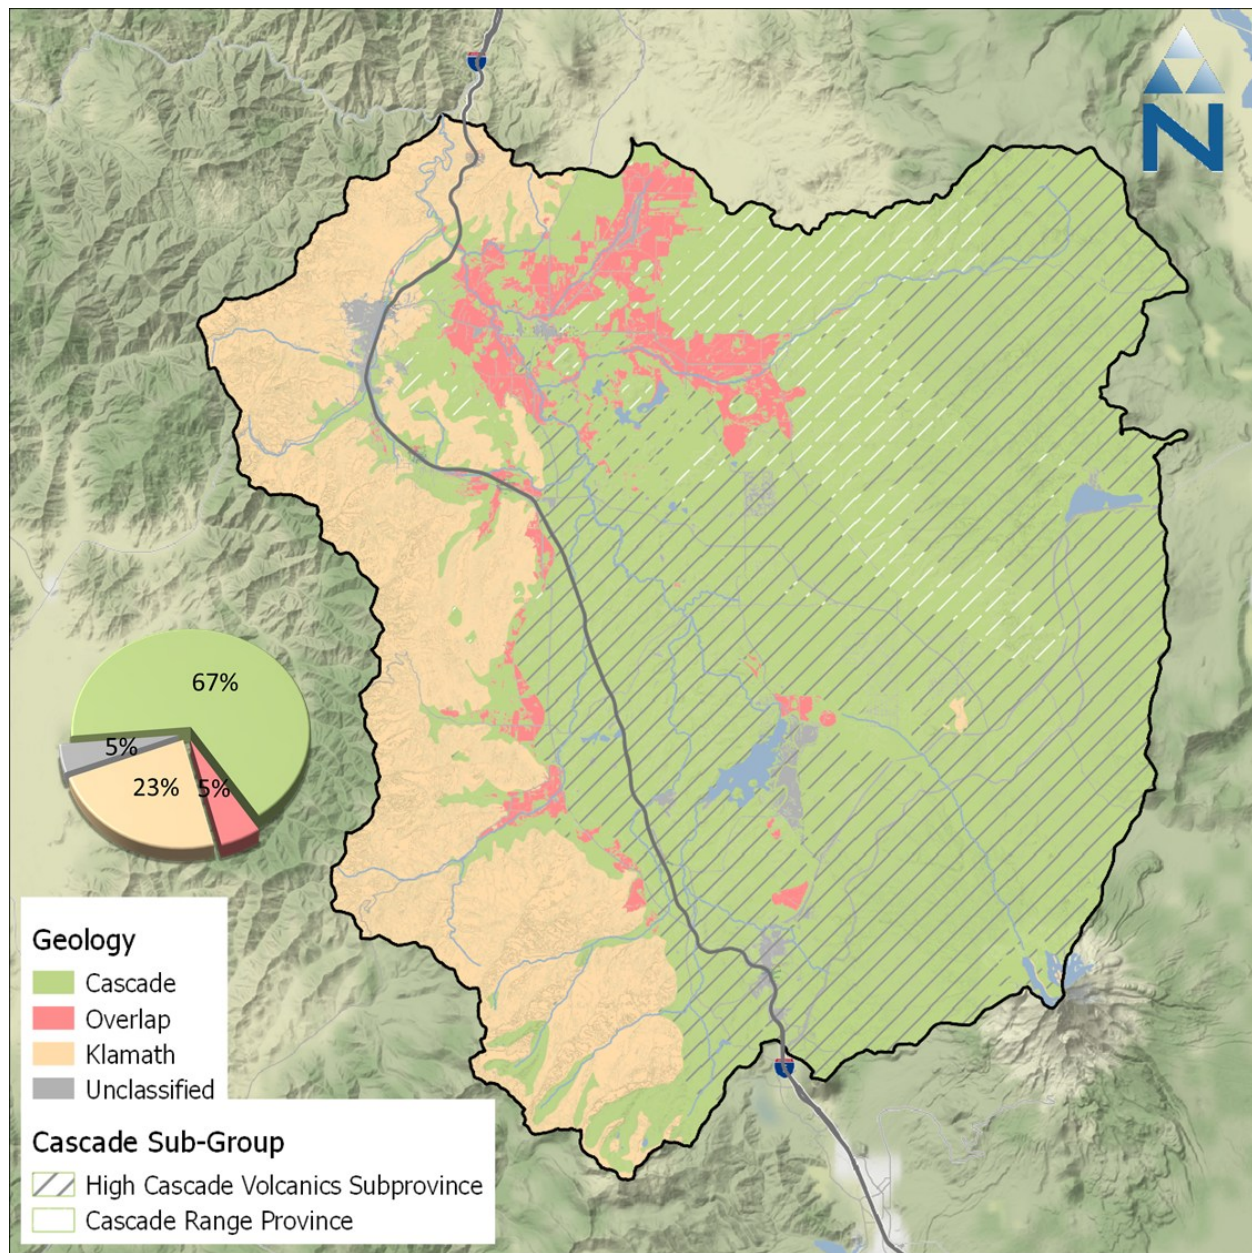 N
67%
5%
23%
5%
Geology
Cascade
Overlap
Klamath
Unclassified
Cascade Sub-Group
High Cascade Volcanics Subprovince
Cascade Range Province